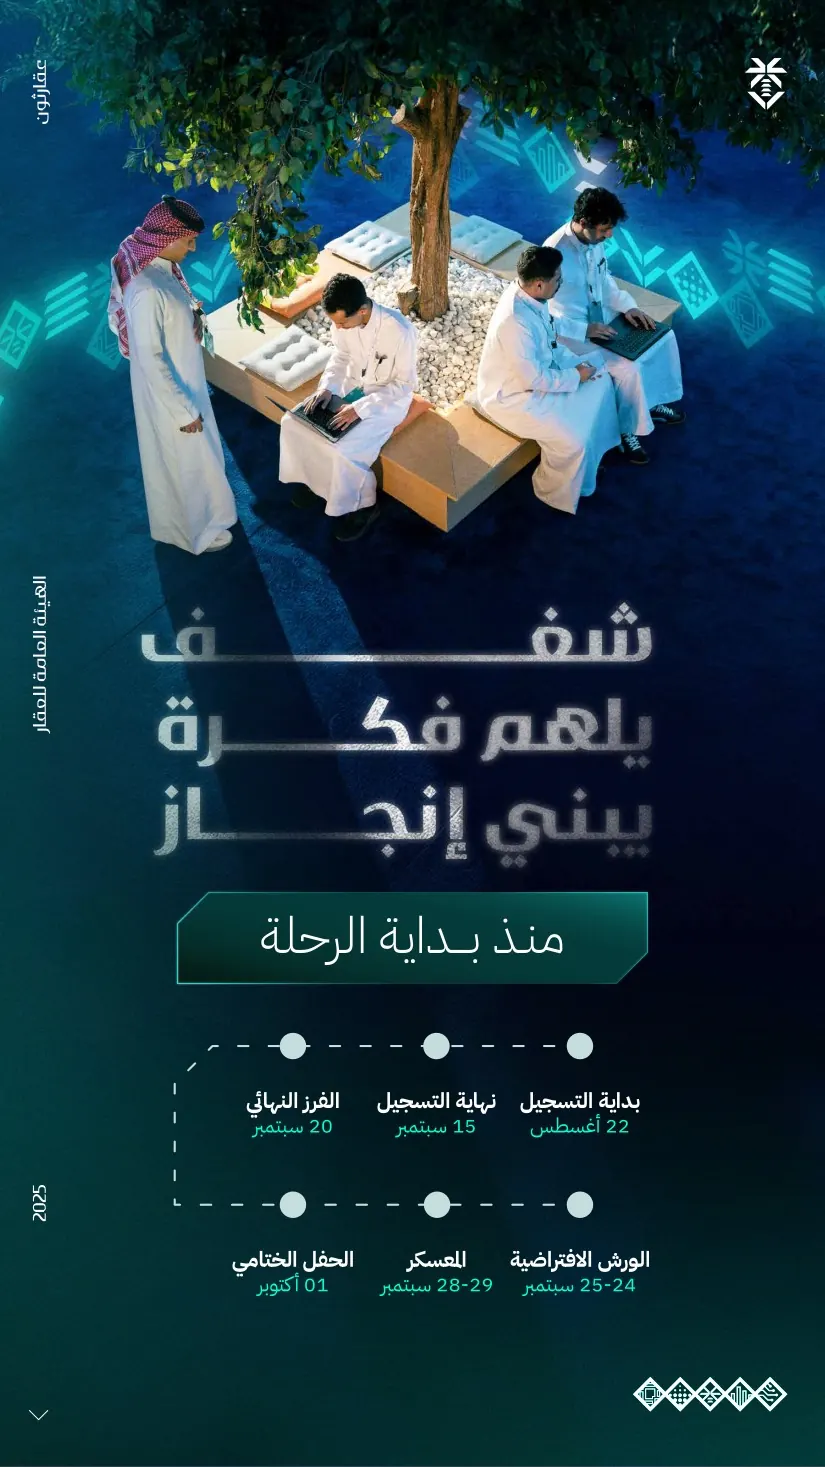 عقارثون
الهيئة العامة للعقار
2025
شغف
يلهم فكرة
يبني إنجاز
منذ بداية الرحلة
بداية التسجيل
22 أغسطس
نهاية التسجيل
15 سبتمبر
الفرز النهائي
20 سبتمبر
الورش الافتراضية
25-24 سبتمبر
المعسكر
28-29 سبتمبر
الحفل الختامي
01 أكتوبر